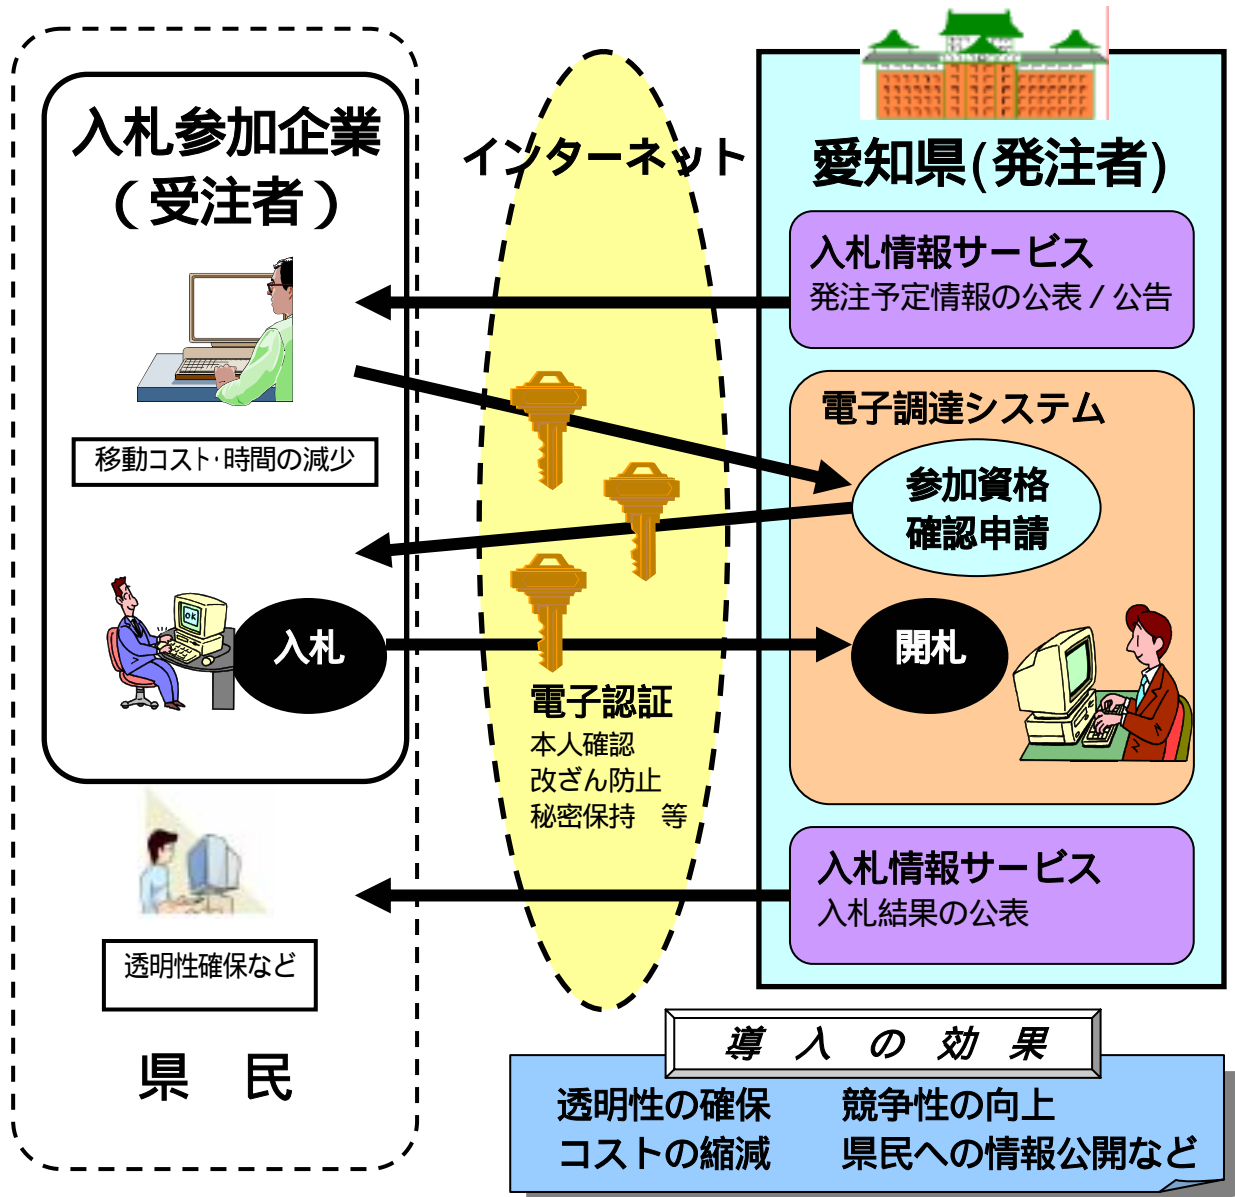 入札参加企業
（受注者）
移動コスト・時間の減少
OK
入札
透明性確保など
県　民
インターネット
電子認証
本人確認
改ざん防止
秘密保持　等
愛知県(発注者)
入札情報サービス
発注予定情報の公表／公告
電子調達システム
参加資格
確認申請
開札
入札情報サービス
入札結果の公表
導　入　の　効　果
透明性の確保　　競争性の向上
コストの縮減　　県民への情報公開など